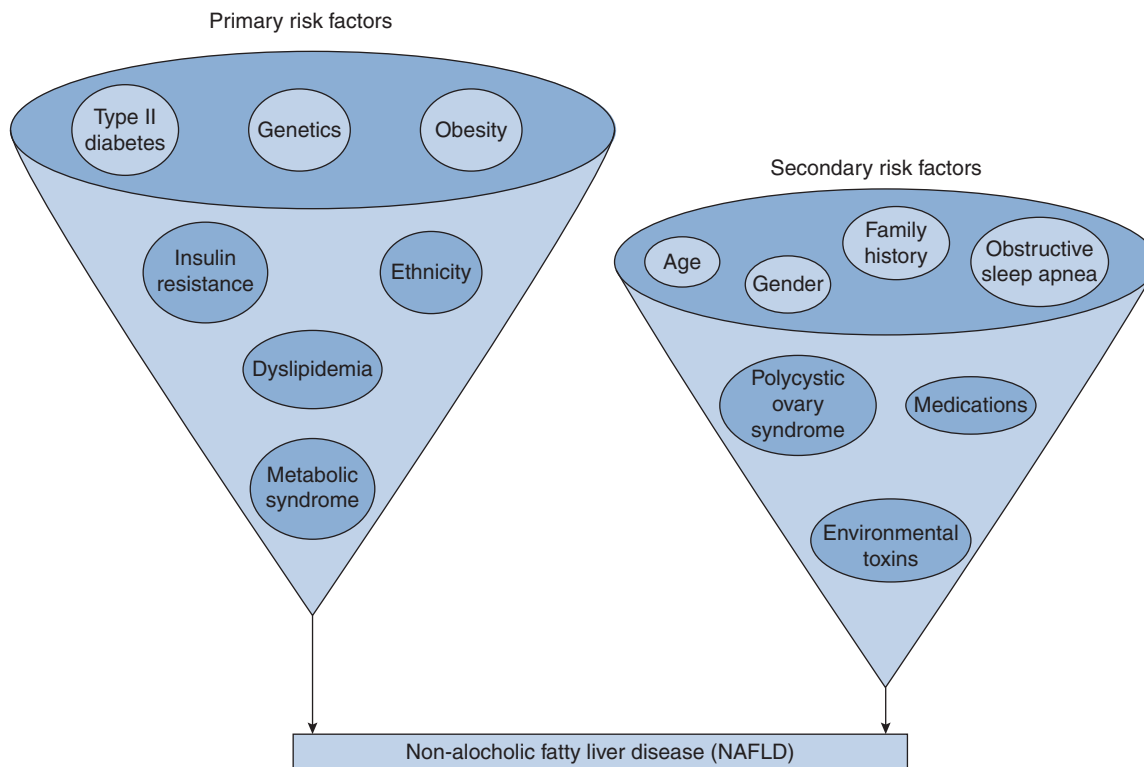 Primary risk factors
Type II
diabetes
Genetics
Obesity
Insulin
resistance
Ethnicity
Dyslipidemia
Metabolic
syndrome
Secondary risk factors
Age
Gender
Family
history
Obstructive
sleep apnea
Polycystic
ovary
syndrome
Medications
Environmental
toxins
Non-alocholic fatty liver disease (NAFLD)